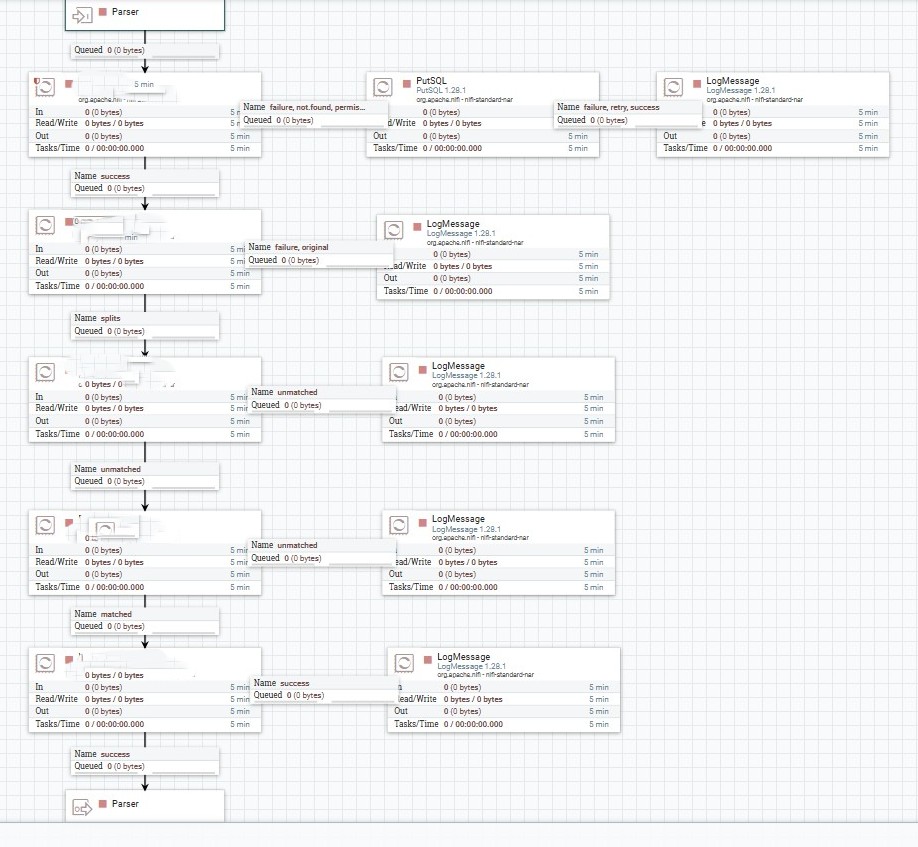 Parser
Queued 0 (0 bytes)
5 min
org.apache.nifi
In 0 (0 bytes) 5 min
Read/Write 0 bytes / 0 bytes
Out 0 (0 bytes) 5 min
Tasks/Time 0 / 00:00:00.000 5 min
Name failure, not.found, permis...
Queued 0 (0 bytes)
PutSQL
PutSQL 1.28.1
org.apache.nifi - nifi-standard-nar
0 (0 bytes)
0 bytes / 0 bytes
0 (0 bytes) 5 min
Tasks/Time 0 / 00:00:00.000 5 min
Name failure, retry, success
Queued 0 (0 bytes)
LogMessage
LogMessage 1.28.1
org.apache.nifi - nifi-standard-nar
0 (0 bytes) 5 min
0 bytes / 0 bytes 5 min
Out 0 (0 bytes) 5 min
Tasks/Time 0 / 00:00:00.000 5 min
Name success
Queued 0 (0 bytes)
In 0 (0 bytes) 5 min
Read/Write 0 bytes / 0 bytes 5 min
Out 0 (0 bytes) 5 min
Tasks/Time 0 / 00:00:00.000 5 min
Name failure, original
Queued 0 (0 bytes)
LogMessage
LogMessage 1.28.1
org.apache.nifi - nifi-standard-nar
0 (0 bytes) 5 min
Read/Write 0 bytes / 0 bytes 5 min
Out 0 (0 bytes) 5 min
Tasks/Time 0 / 00:00:00.000 5 min
Name splits
Queued 0 (0 bytes)
0 bytes / 0
In 0 (0 bytes) 5 min
Read/Write 0 bytes / 0 bytes 5 min
Out 0 (0 bytes) 5 min
Tasks/Time 0 / 00:00:00.000 5 min
Name unmatched
Queued 0 (0 bytes)
LogMessage
LogMessage 1.28.1
org.apache.nifi - nifi-standard-nar
0 (0 bytes) 5 min
0 bytes / 0 bytes 5 min
Out 0 (0 bytes) 5 min
Tasks/Time 0 / 00:00:00.000 5 min
Name unmatched
Queued 0 (0 bytes)
In 0 (0 bytes) 5 min
Read/Write 0 bytes / 0 bytes 5 min
Out 0 (0 bytes) 5 min
Tasks/Time 0 / 00:00:00.000 5 min
Name unmatched
Queued 0 (0 bytes)
LogMessage
LogMessage 1.28.1
org.apache.nifi - nifi-standard-nar
0 (0 bytes) 5 min
0 bytes / 0 bytes 5 min
Out 0 (0 bytes) 5 min
Tasks/Time 0 / 00:00:00.000 5 min
Name matched
Queued 0 (0 bytes)
0 bytes / 0 bytes
In 0 (0 bytes) 5 min
Read/Write 0 bytes / 0 bytes 5 min
Out 0 (0 bytes) 5 min
Tasks/Time 0 / 00:00:00.000 5 min
Name success
Queued 0 (0 bytes)
LogMessage
LogMessage 1.28.1
org.apache.nifi - nifi-standard-nar
0 (0 bytes) 5 min
0 bytes / 0 bytes 5 min
Out 0 (0 bytes) 5 min
Tasks/Time 0 / 00:00:00.000 5 min
Name success
Queued 0 (0 bytes)
Parser